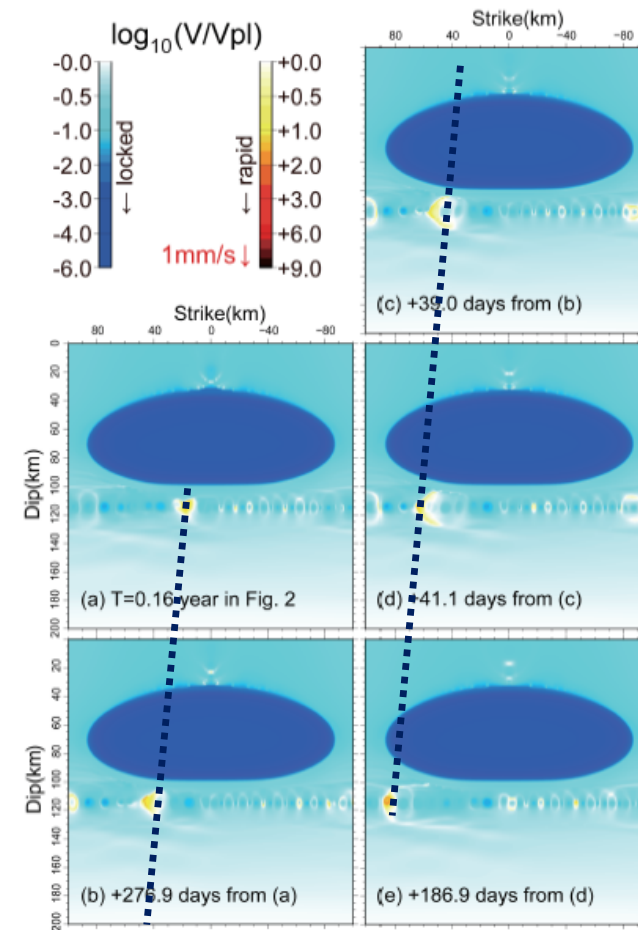 log10(V/Vpl)
-0.0
-0.5
-1.0
-2.0
-3.0
-4.0
-6.0
← locked
+0.0
+0.5
+1.0
+2.0
+3.0
+6.0
+9.0
← rapid
1mm/s↓
Strike(km)
80 40 0 -40 -80
(c) +39.0 days from (b)
Strike(km)
80 40 0 -40 -80
Dip(km)
0
20
40
60
80
100
120
140
160
180
200
(a) T=0.16 year in Fig. 2
(d) +41.1 days from (c)
Dip(km)
20
40
60
80
100
120
140
160
180
200
(b) +276.9 days from (a)
(e) +186.9 days from (d)